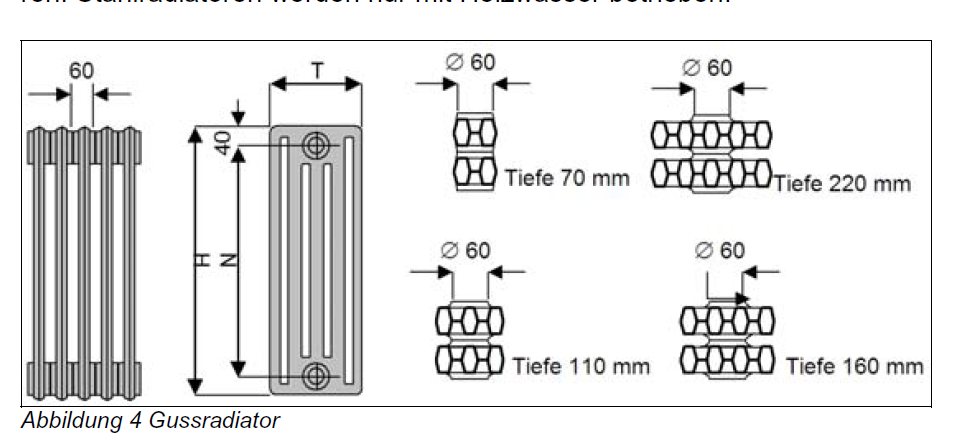 60
T
40
H
N
∅ 60
Tiefe 70 mm
∅ 60
Tiefe 220 mm
∅ 60
Tiefe 110 mm
∅ 60
Tiefe 160 mm
Abbildung 4 Gussradiator